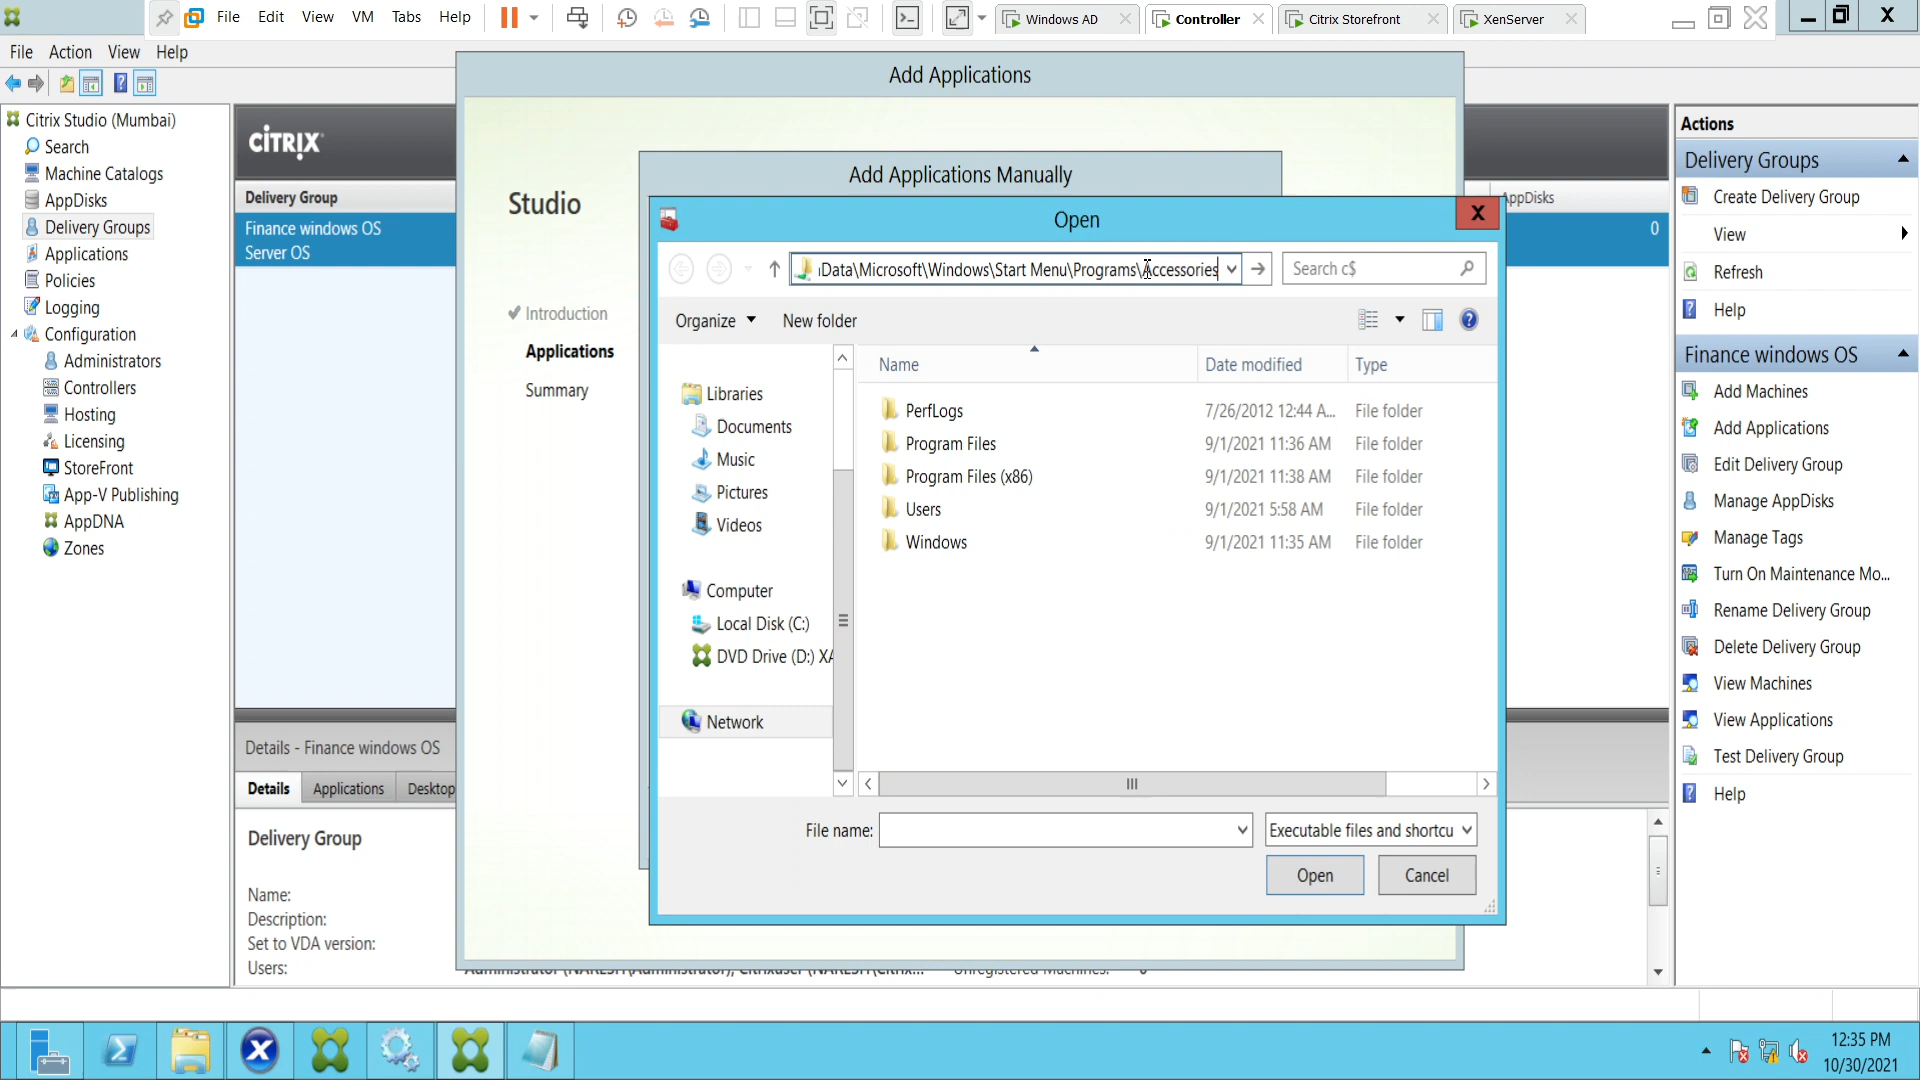 File Edit View VM Tabs Help
Windows AD
Controller
Citrix Storefront
XenServer
X
File Action View Help
Citrix Studio (Mumbai)
Search
Machine Catalogs
AppDisks
Delivery Groups
Applications
Policies
Logging
Configuration
Administrators
Controllers
Hosting
Licensing
StoreFront
App-V Publishing
AppDNA
Zones
CITRIX
Delivery Group
Finance windows OS
Server OS
AppDisks
0
Details - Finance windows OS
Details Applications Desktop
Delivery Group
Name:
Description:
Set to VDA version:
Users:
Administrator (NARESH\Administrator), Citrixuser (NARESH\Citrix... Unregistered Machines: 0
Add Applications
Studio
Introduction
Applications
Summary
Add Applications Manually
Open
X
Data\Microsoft\Windows\Start Menu\Programs\Accessories
Search c$
Organize New folder
Libraries
Documents
Music
Pictures
Videos
Computer
Local Disk (C:)
DVD Drive (D:) XA
Network
Name Date modified Type
PerfLogs 7/26/2012 12:44 A... File folder
Program Files 9/1/2021 11:36 AM File folder
Program Files (x86) 9/1/2021 11:38 AM File folder
Users 9/1/2021 5:58 AM File folder
Windows 9/1/2021 11:35 AM File folder
File name:
Executable files and shortcu
Open Cancel
Actions
Delivery Groups
Create Delivery Group
View
Refresh
Help
Finance windows OS
Add Machines
Add Applications
Edit Delivery Group
Manage AppDisks
Manage Tags
Turn On Maintenance Mo...
Rename Delivery Group
Delete Delivery Group
View Machines
View Applications
Test Delivery Group
Help
12:35 PM
10/30/2021